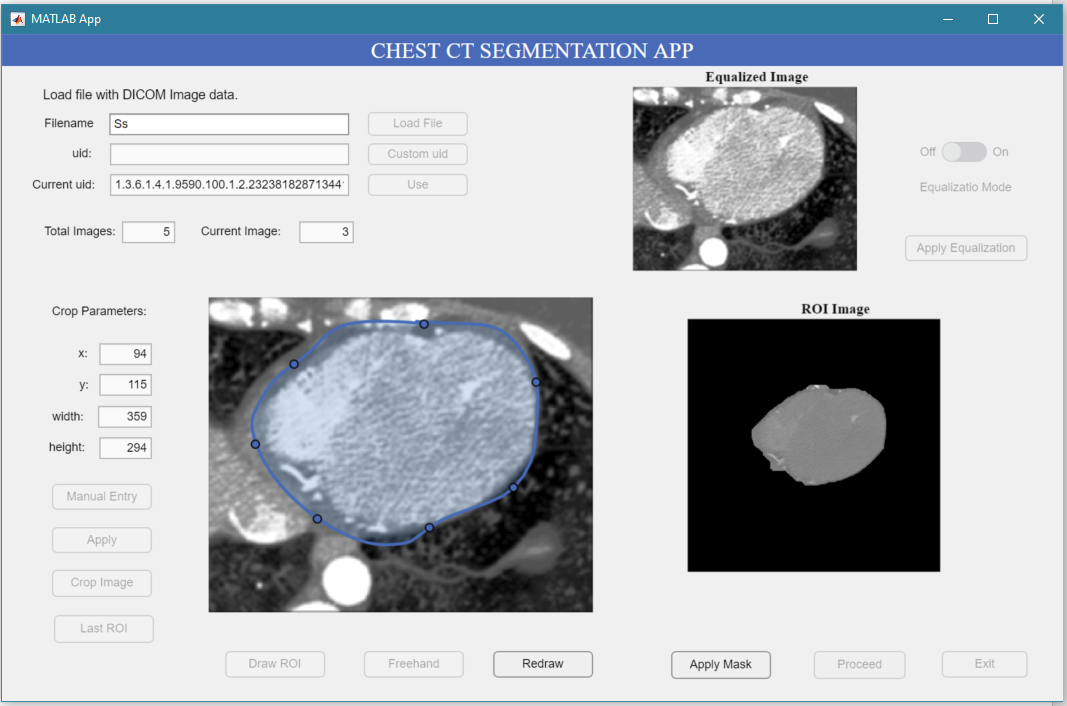 MATLAB App
CHEST CT SEGMENTATION APP
Load file with DICOM Image data.
Filename Ss Load File
uid: Custom uid
Current uid: 1.3.6.1.4.1.9590.100.1.2.23238182871344 Use
Total Images: 5 Current Image: 3
Equalized Image
Off On
Equalizatio Mode
Apply Equalization
Crop Parameters:
x: 94
y: 115
width: 359
height: 294
Manual Entry
Apply
Crop Image
Last ROI
ROI Image
Draw ROI Freehand Redraw Apply Mask Proceed Exit